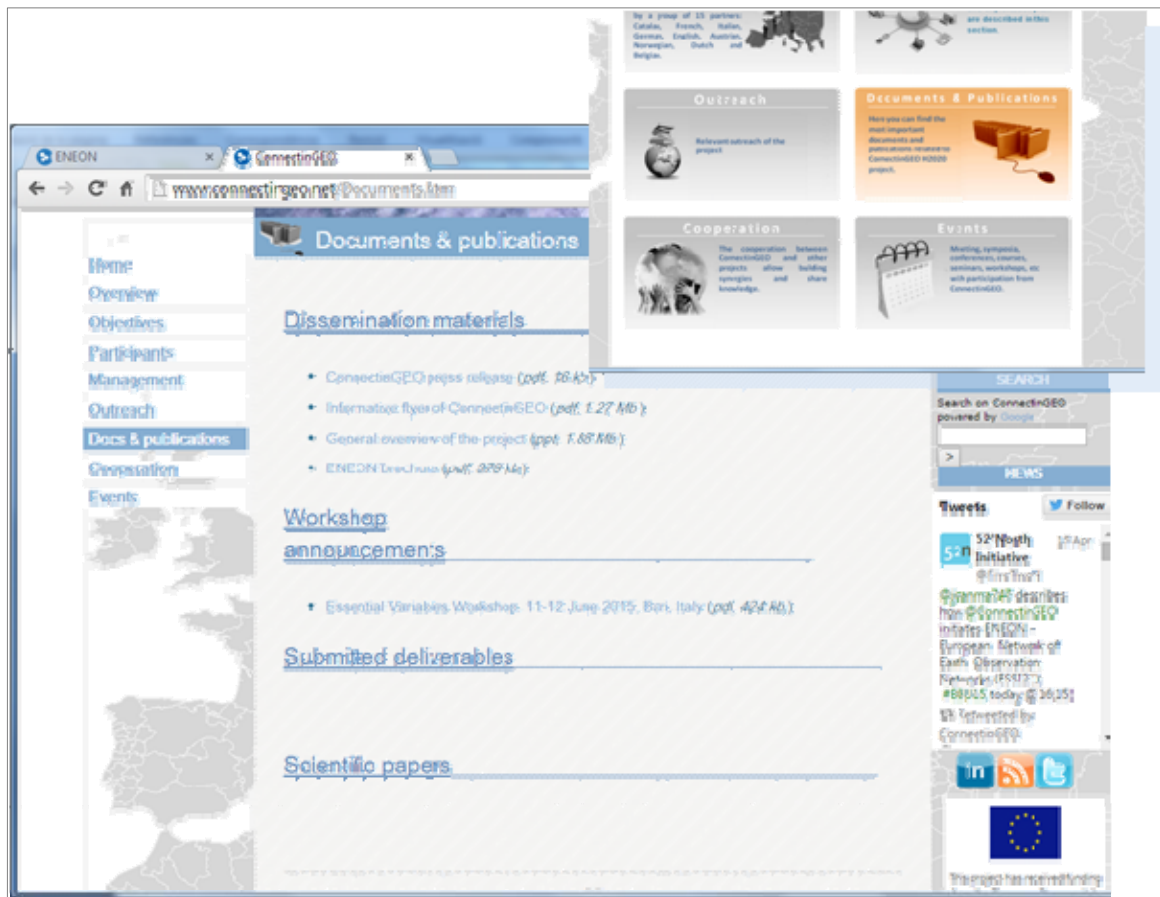 by a group of 15 partners:
Catalan, French, Italian,
German, English, Austrian,
Norwegian, Dutch and
Belgian.
are described in this
section.
Outreach
Relevant outreach of the
project
Documents & Publications
Here you can find the
most important
documents and
publications related to
ConnectinGEO H2020
project.
Cooperation
The cooperation between
ConnectinGEO and other
projects allow building
synergies and share
knowledge.
Events
Meeting, symposia,
conferences, courses,
seminars, workshops, etc
with participation from
ConnectinGEO.
ENEON
ConnectinGEO
www.connectingeo.net/Documents.htm
Home
Overview
Objectives
Participants
Management
Outreach
Docs & publications
Cooperation
Events
Documents & publications
Dissemination materials
ConnectinGEO press release (pdf, 16 kb)
Informative flyer of ConnectinGEO (pdf, 1.27 Mb)
General overview of the project (ppt, 1.88 Mb)
ENEON brochure (pdf, kb)
Workshop
announcements
Essential Variables Workshop, 11-12 June 2015, Bari, Italy (pdf, 424 kb)
Submitted deliverables
Scientific papers
SEARCH
Search on ConnectinGEO
powered by Google
>
NEWS
Tweets
Follow
52°North
Initiative
15 Apr
52n
describes
how @ConnectinGEO
initiates ENEON -
European Network of
Earth Observation
Networks
today @
Retweeted by
ConnectinGEO
in
This project has received funding